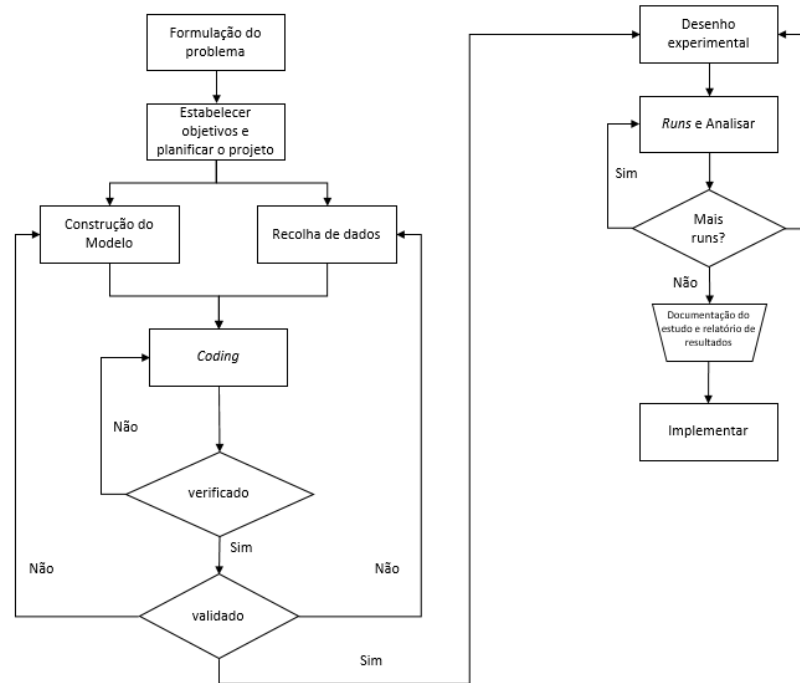 Formulação do
problema
Estabelecer
objetivos e
planificar o projeto
Construção do
Modelo
Recolha de dados
Coding
Não
verificado
Sim
Não
Não
validado
Sim
Desenho
experimental
Runs e Analisar
Sim
Mais
runs?
Não
Documentação do
estudo e relatório de
resultados
Implementar